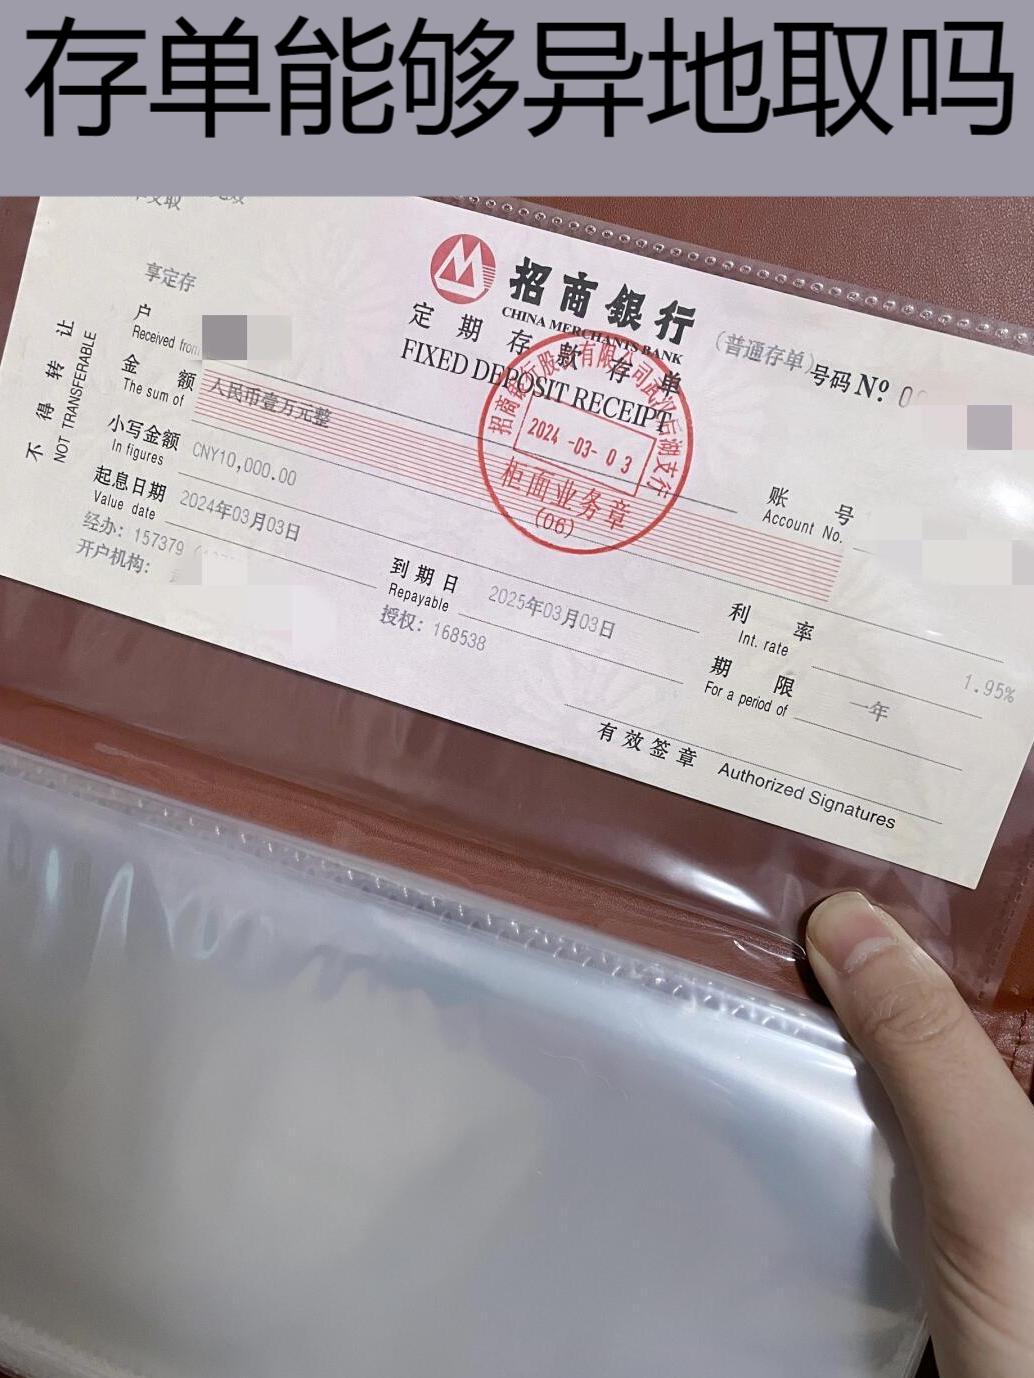 存单能够异地取吗
享定存
招商銀行
CHINA MERCHANTS BANK
定期存款存单
FIXED DEPOSIT RECEIPT
(普通存单)
号码 Nº: 0
不得转让
NOT TRANSFERABLE
户
Received from
金额
The sum of
人民币壹万元整
小写金额
In figures
CNY10,000.00
起息日期
Value date
2024年03月03日
经办: 157379
开户机构:
到期日
Repayable
2025年03月03日
授权: 168538
账号
Account No.
利率
Int. rate
1.95%
期限
For a period of
一年
有效签章 Authorized Signatures
2024-03-03
柜面业务章
(06)